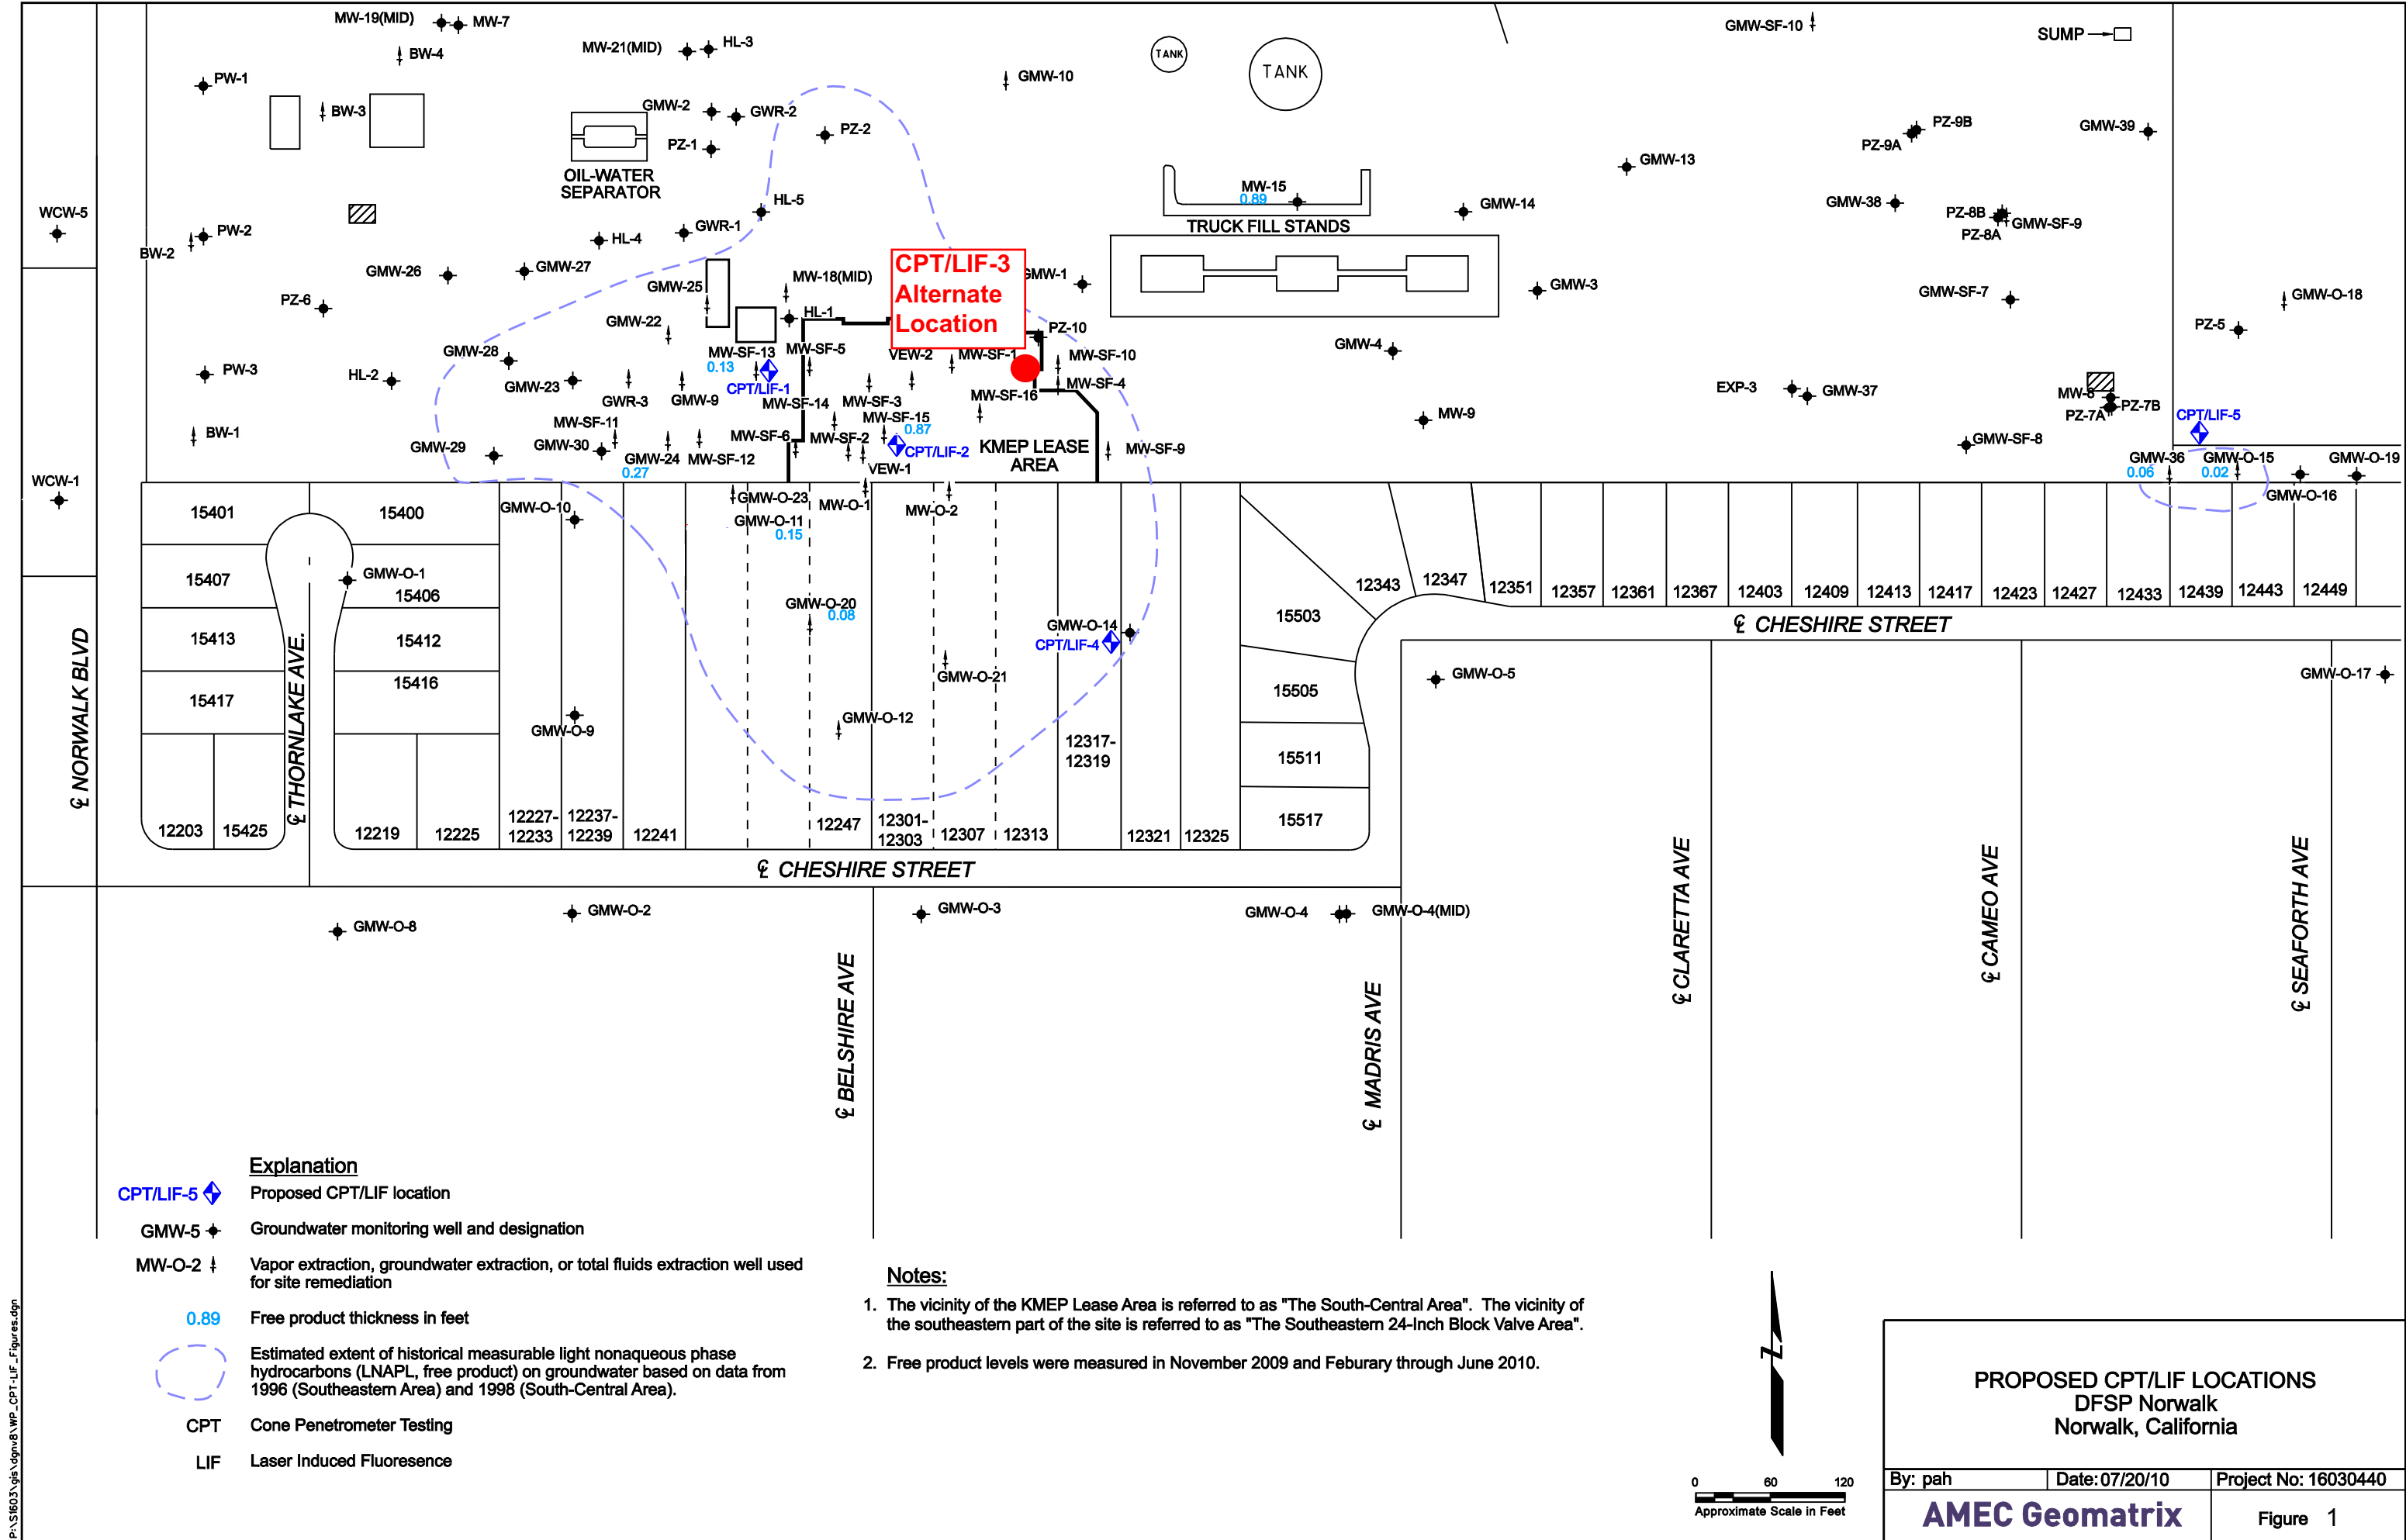 MW-19(MID)
MW-7
BW-4
MW-21(MID)
HL-3
GMW-10
TANK
TANK
GMW-SF-10
SUMP
PW-1
BW-3
GMW-2
GWR-2
PZ-1
PZ-2
OIL-WATER
SEPARATOR
PZ-9B
PZ-9A
GMW-39
GMW-13
MW-15
0.89
GMW-14
TRUCK FILL STANDS
GMW-38
PZ-8B
GMW-SF-9
PZ-8A
WCW-5
PW-2
BW-2
HL-5
GWR-1
HL-4
GMW-26
GMW-27
GMW-25
MW-18(MID)
CPT/LIF-3
Alternate
Location
GMW-1
GMW-3
GMW-SF-7
GMW-O-18
PZ-5
PZ-6
GMW-22
HL-1
PZ-10
GMW-28
MW-SF-13
0.13
MW-SF-5
VEW-2
MW-SF-1
MW-SF-10
GMW-4
PW-3
HL-2
GMW-23
GWR-3
GMW-9
CPT/LIF-1
MW-SF-14
MW-SF-3
MW-SF-16
MW-SF-4
EXP-3
GMW-37
MW-8
PZ-7A
PZ-7B
CPT/LIF-5
BW-1
MW-SF-11
MW-SF-15
0.87
MW-9
GMW-29
GMW-30
GMW-24
0.27
MW-SF-12
MW-SF-6
MW-SF-2
CPT/LIF-2
VEW-1
KMEP LEASE
AREA
MW-SF-9
GMW-SF-8
GMW-36
0.06
GMW-O-15
0.02
GMW-O-19
GMW-O-16
WCW-1
15401
15400
GMW-O-10
GMW-O-23
GMW-O-11
0.15
MW-O-1
MW-O-2
15407
GMW-O-1
15406
12343
12347
12351
12357
12361
12367
12403
12409
12413
12417
12423
12427
12433
12439
12443
12449
GMW-O-20
0.08
15503
15413
15412
GMW-O-14
CPT/LIF-4
℄ CHESHIRE STREET
15417
15416
GMW-O-21
15505
GMW-O-5
GMW-O-17
GMW-O-9
GMW-O-12
12317-
12319
15511
℄ NORWALK BLVD
℄ THORNLAKE AVE.
12203
15425
12219
12225
12227-
12233
12237-
12239
12241
12247
12301-
12303
12307
12313
12321
12325
15517
℄ CHESHIRE STREET
GMW-O-8
GMW-O-2
GMW-O-3
GMW-O-4
GMW-O-4(MID)
℄ BELSHIRE AVE
℄ MADRIS AVE
℄ CLARETTA AVE
℄ CAMEO AVE
℄ SEAFORTH AVE
Explanation
CPT/LIF-5 Proposed CPT/LIF location
GMW-5 Groundwater monitoring well and designation
MW-O-2 Vapor extraction, groundwater extraction, or total fluids extraction well used
for site remediation
0.89 Free product thickness in feet
Estimated extent of historical measurable light nonaqueous phase
hydrocarbons (LNAPL, free product) on groundwater based on data from
1996 (Southeastern Area) and 1998 (South-Central Area).
CPT Cone Penetrometer Testing
LIF Laser Induced Fluoresence
Notes:
1. The vicinity of the KMEP Lease Area is referred to as "The South-Central Area". The vicinity of
the southeastern part of the site is referred to as "The Southeastern 24-Inch Block Valve Area".
2. Free product levels were measured in November 2009 and Feburary through June 2010.
Z
0 60 120
Approximate Scale in Feet
PROPOSED CPT/LIF LOCATIONS
DFSP Norwalk
Norwalk, California
By: pah Date: 07/20/10 Project No: 16030440
AMEC Geomatrix Figure 1
P:\S1603\gis\dgnv8\WP_CPT-LIF_Figures.dgn